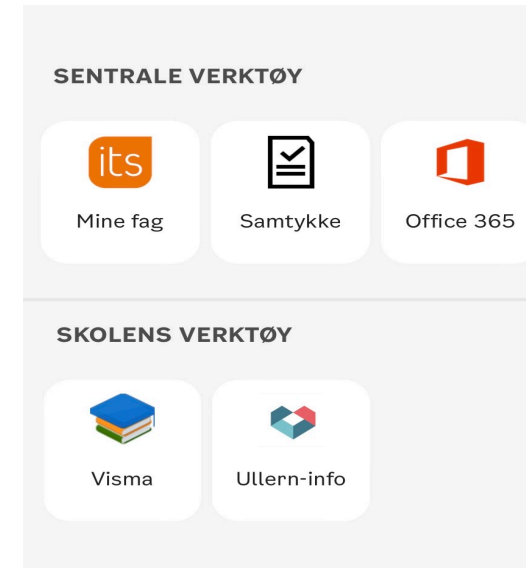 SENTRALE VERKTØY
its
Mine fag
Samtykke
Office 365
SKOLENS VERKTØY
Visma
Ullern-info